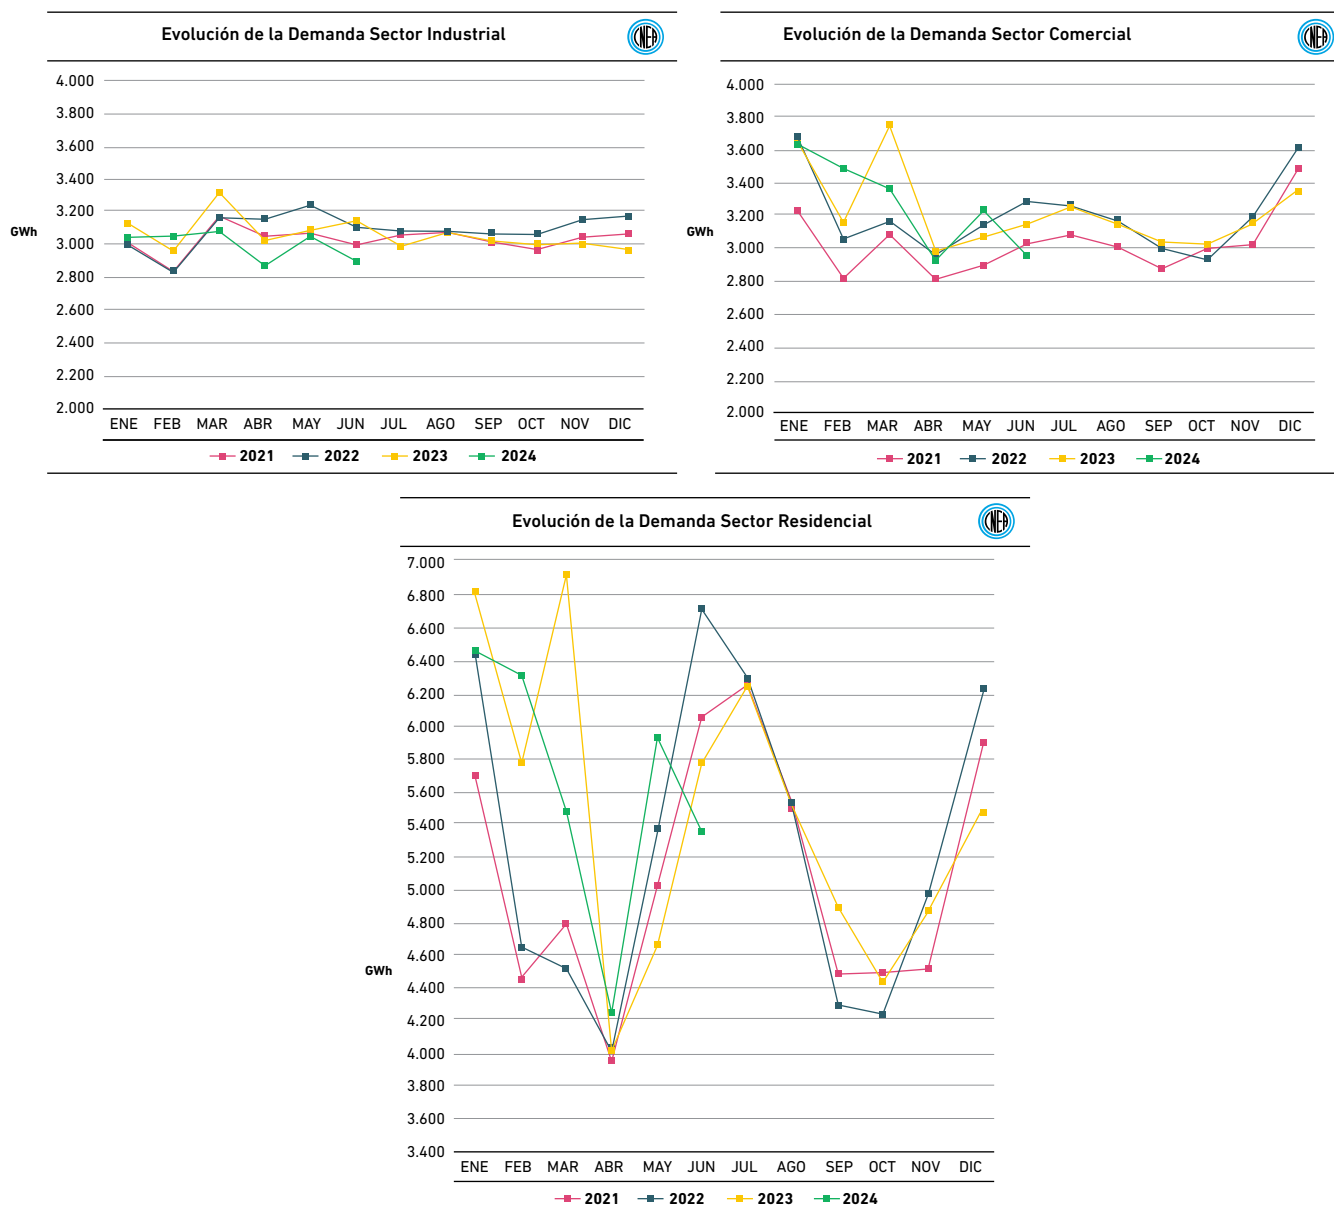 Evolución de la Demanda Sector Industrial
CNEA
4.000
3.800
3.600
3.400
3.200
GWh
3.000
2.800
2.600
2.400
2.200
2.000
ENE FEB MAR ABR MAY JUN JUL AGO SEP OCT NOV DIC
2021 2022 2023 2024
Evolución de la Demanda Sector Comercial
CNEA
4.000
3.800
3.600
3.400
3.200
GWh
3.000
2.800
2.600
2.400
2.200
2.000
ENE FEB MAR ABR MAY JUN JUL AGO SEP OCT NOV DIC
2021 2022 2023 2024
Evolución de la Demanda Sector Residencial
CNEA
7.000
6.800
6.600
6.400
6.200
6.000
5.800
5.600
5.400
5.200
5.000
4.800
4.600
GWh
4.400
4.200
4.000
3.800
3.600
3.400
ENE FEB MAR ABR MAY JUN JUL AGO SEP OCT NOV DIC
2021 2022 2023 2024